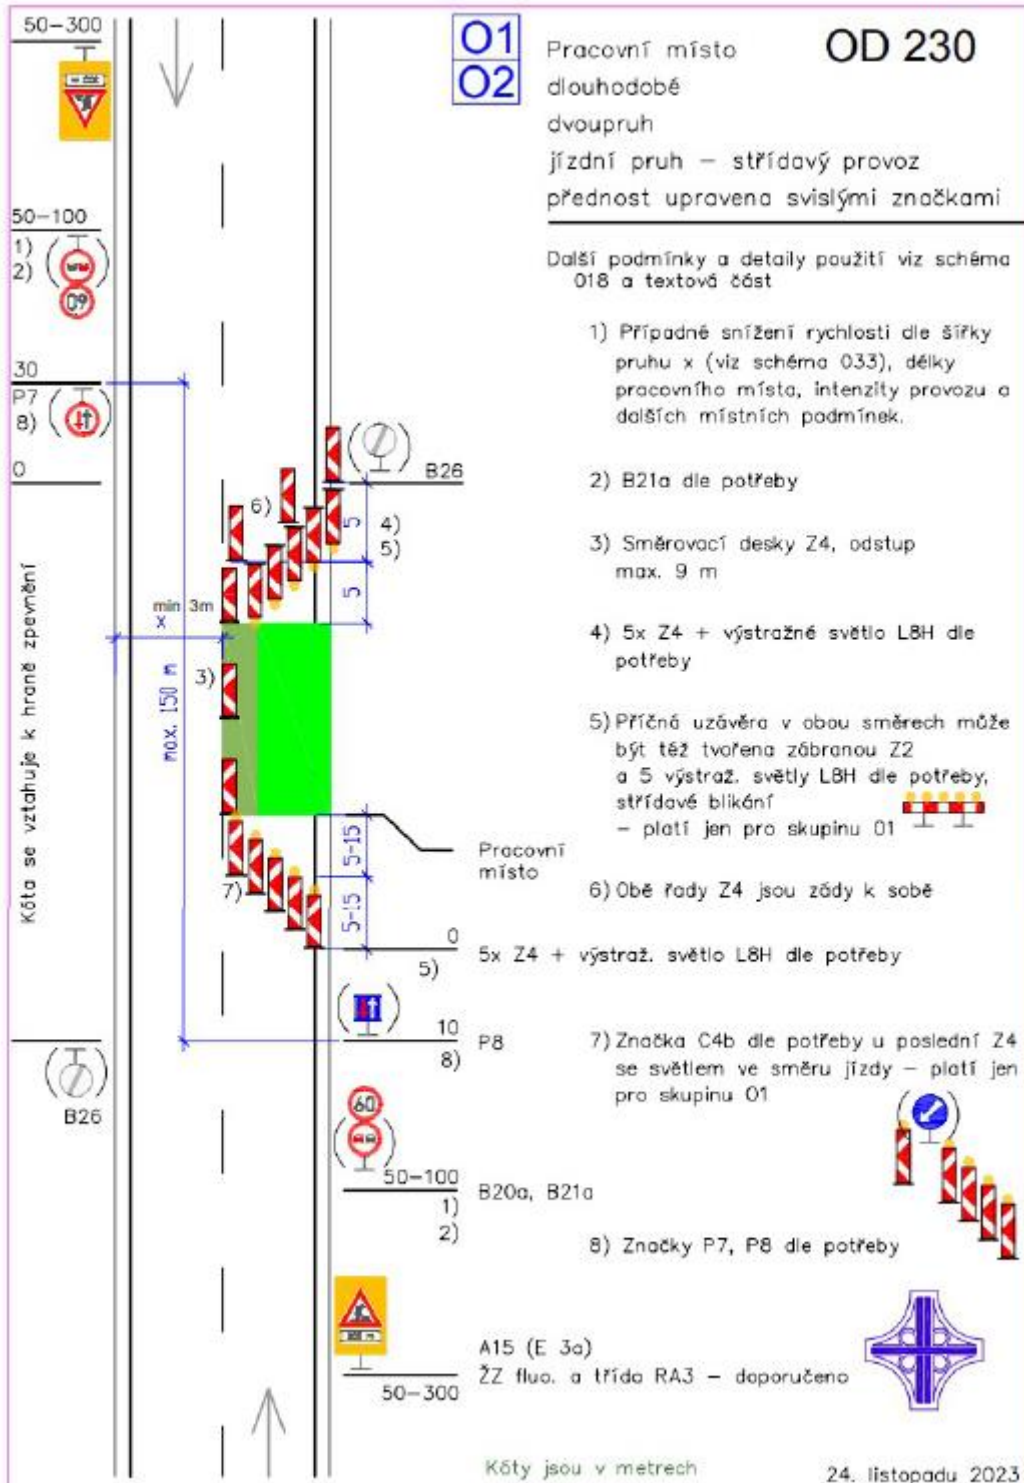 50-300
O1
O2
Pracovní místo
OD 230
dlouhodobé
dvoupruh
jízdní pruh – střídavý provoz
přednost upravena svislými značkami
50-100
1)
2)
60
Další podmínky a detaily použití viz schéma
018 a textová část
1) Případné snížení rychlosti dle šířky
pruhu x (viz schéma 033), délky
pracovního místa, intenzity provozu a
dalších místních podmínek.
30
P7
8)
0
B26
6)
5
4)
5)
5
2) B21a dle potřeby
3) Směrovací desky Z4, odstup
max. 9 m
Kóta se vztahuje k hraně zpevnění
min 3m
x
max. 150 m
3)
4) 5x Z4 + výstražné světlo L8H dle
potřeby
5) Příčná uzávěra v obou směrech může
být též tvořena zábranou Z2
a 5 výstraž. světly L8H dle potřeby,
střídavé blikání
– platí jen pro skupinu O1
5-15
Pracovní
místo
7)
5-15
6) Obě řady Z4 jsou zády k sobě
0
5)
5x Z4 + výstraž. světlo L8H dle potřeby
10
8)
P8
7) Značka C4b dle potřeby u poslední Z4
se světlem ve směru jízdy – platí jen
pro skupinu O1
B26
60
50-100
1)
2)
B20a, B21a
8) Značky P7, P8 dle potřeby
A15 (E 3a)
ŽZ fluo. a třída RA3 – doporučeno
50-300
Kóty jsou v metrech
24. listopadu 2023